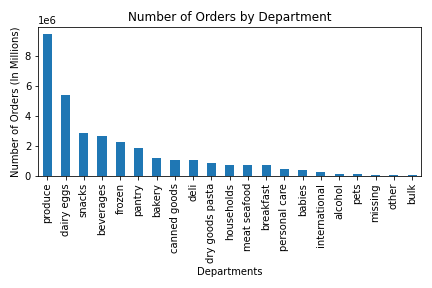 Number of Orders by Department
1e6
Number of Orders (In Millions)
8
6
4
2
0
produce
dairy eggs
snacks
beverages
frozen
pantry
bakery
canned goods
deli
dry goods pasta
households
meat seafood
breakfast
personal care
babies
international
alcohol
pets
missing
other
bulk
Departments